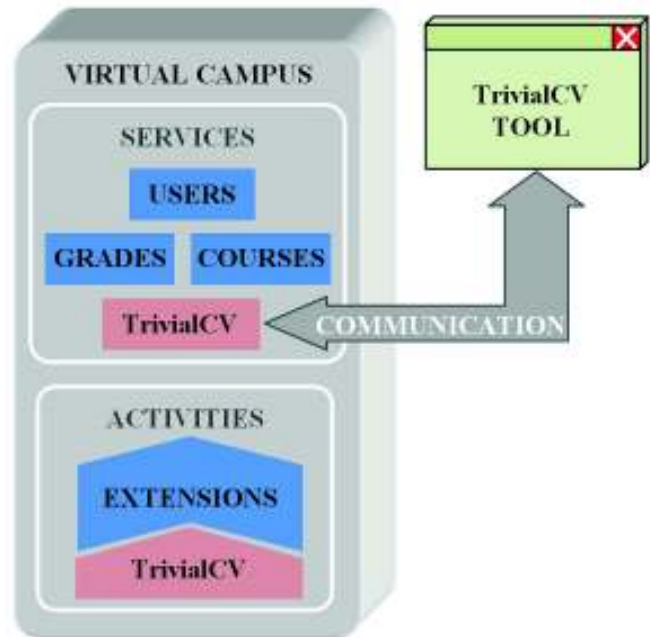 VIRTUAL CAMPUS
SERVICES
USERS
GRADES COURSES
TrivialCV
ACTIVITIES
EXTENSIONS
TrivialCV
TrivialCV
TOOL
COMMUNICATION